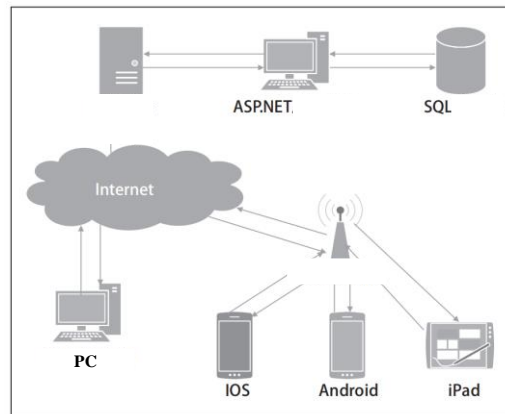 ASP.NET
SQL
Internet
PC
IOS
Android
iPad